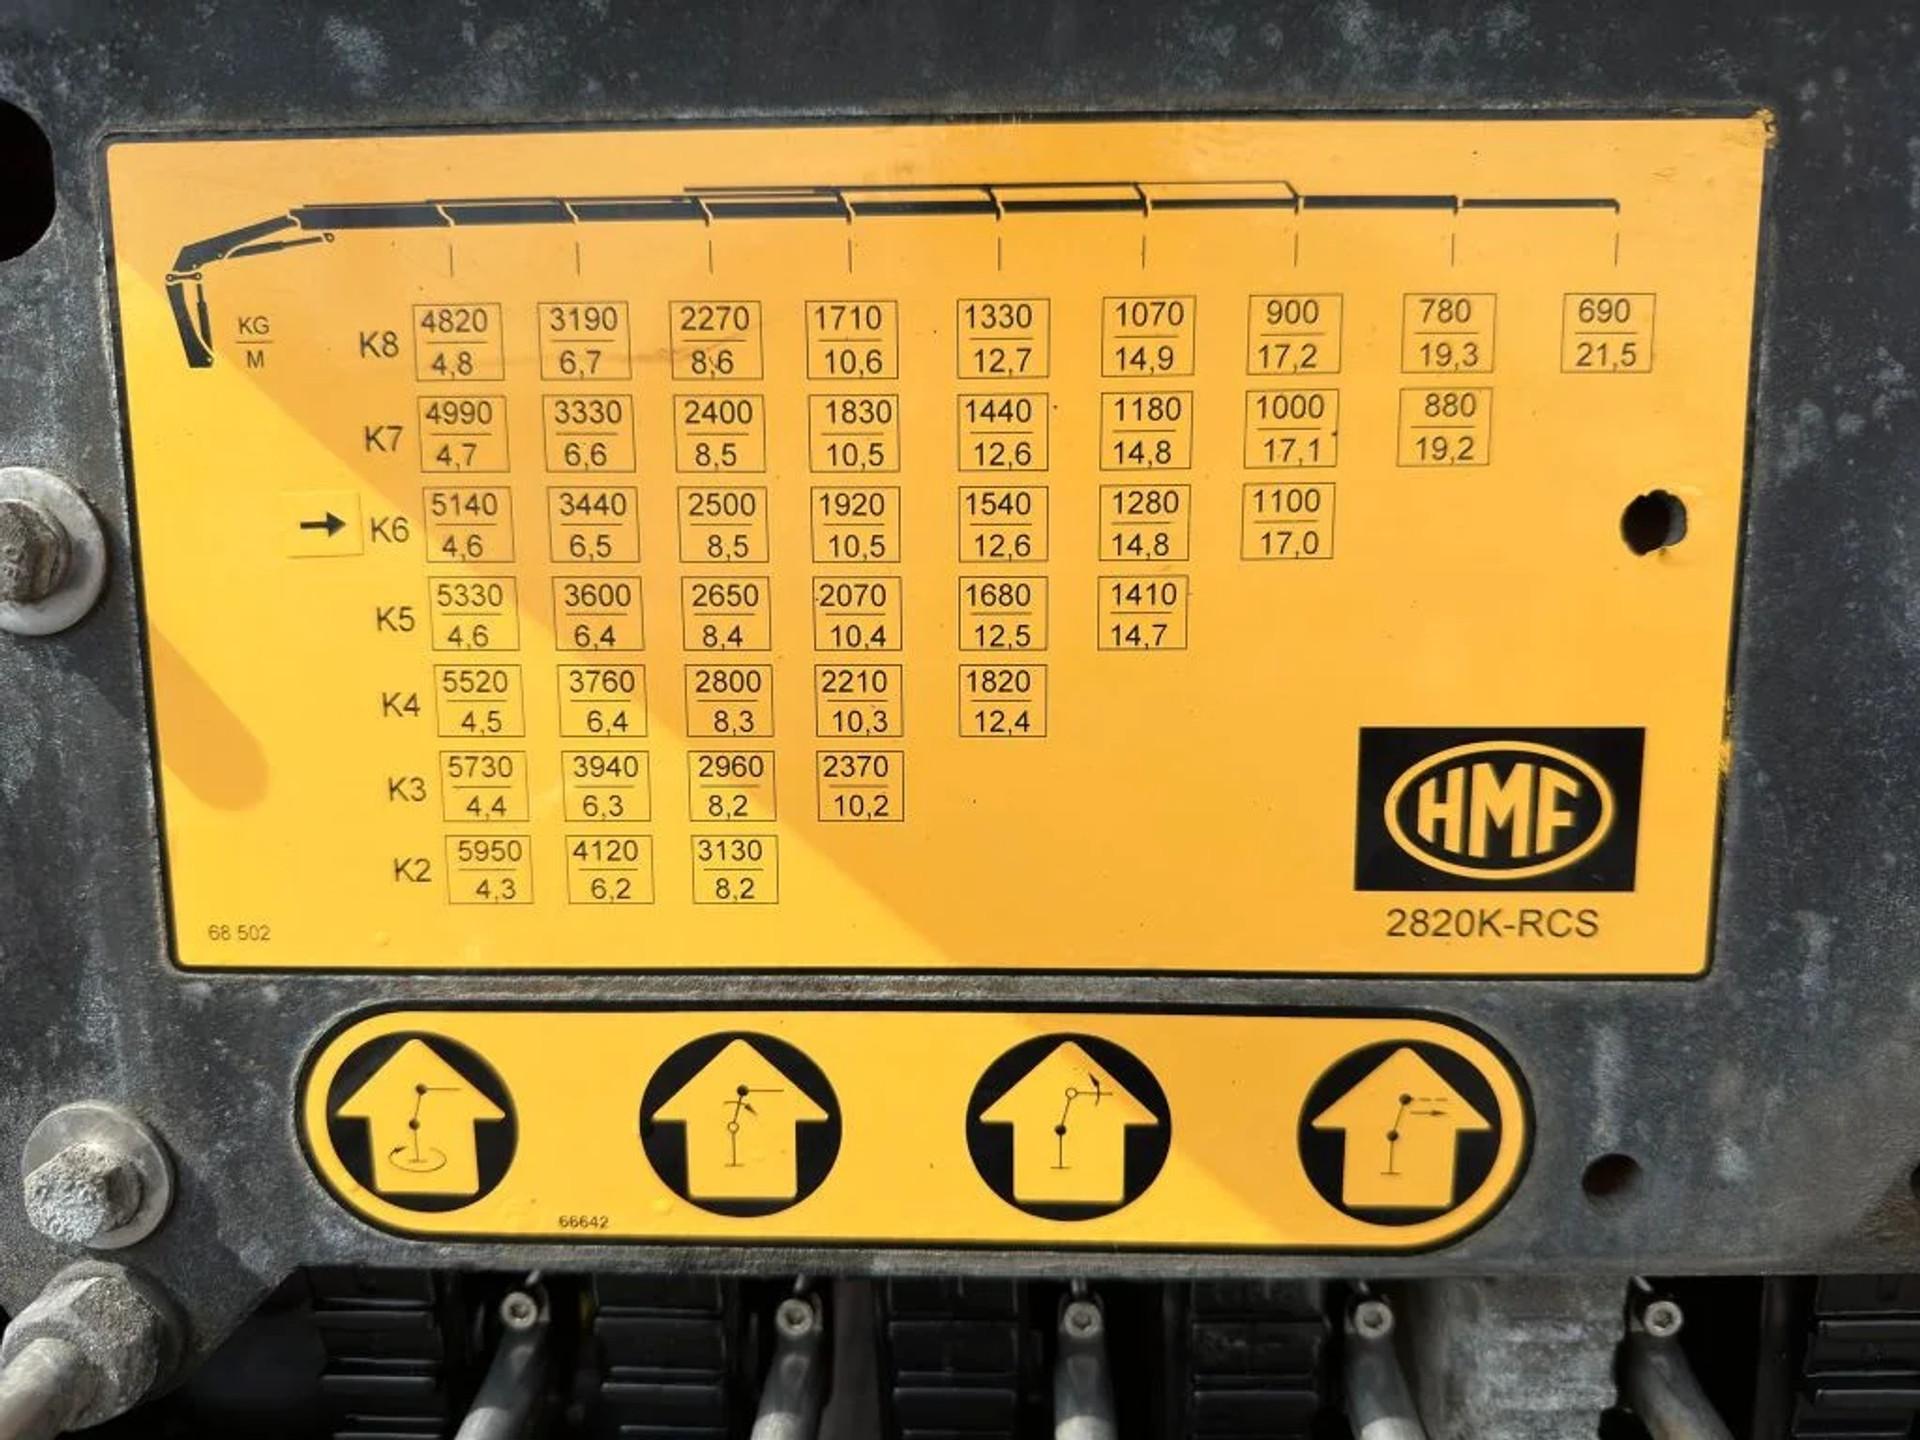 KG
M
K8 4820 3190 2270 1710 1330 1070 900 780 690
4,8 6,7 8,6 10,6 12,7 14,9 17,2 19,3 21,5
K7 4990 3330 2400 1830 1440 1180 1000 880
4,7 6,6 8,5 10,5 12,6 14,8 17,1 19,2
→ K6 5140 3440 2500 1920 1540 1280 1100
4,6 6,5 8,5 10,5 12,6 14,8 17,0
K5 5330 3600 2650 2070 1680 1410
4,6 6,4 8,4 10,4 12,5 14,7
K4 5520 3760 2800 2210 1820
4,5 6,4 8,3 10,3 12,4
K3 5730 3940 2960 2370
4,4 6,3 8,2 10,2
K2 5950 4120 3130
4,3 6,2 8,2
HMF
2820K-RCS
68 502
66642